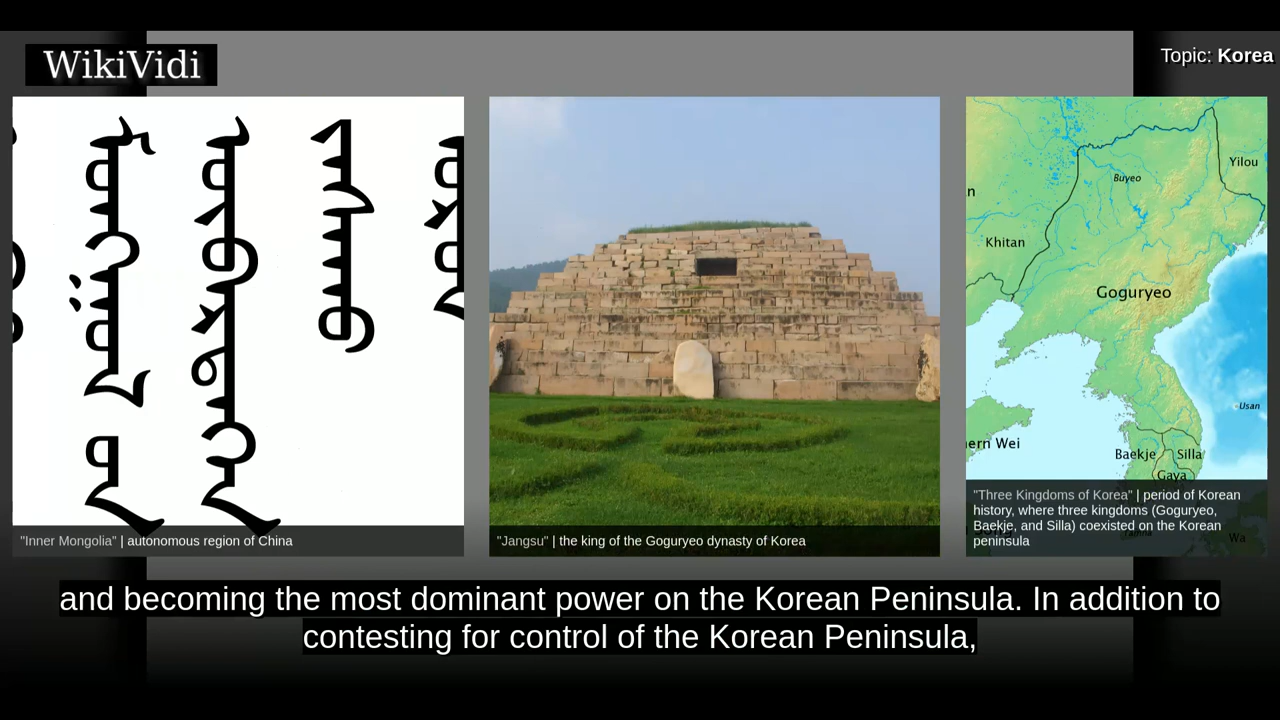 WikiVidi
Topic: Korea
"Inner Mongolia" | autonomous region of China
"Jangsu" | the king of the Goguryeo dynasty of Korea
Yilou
Buyeo
Khitan
Goguryeo
Usan
Wei
Baekje Silla
Gaya
"Three Kingdoms of Korea" | period of Korean
history, where three kingdoms (Goguryeo,
Baekje, and Silla) coexisted on the Korean
peninsula
Tamna
Wa
and becoming the most dominant power on the Korean Peninsula. In addition to
contesting for control of the Korean Peninsula,